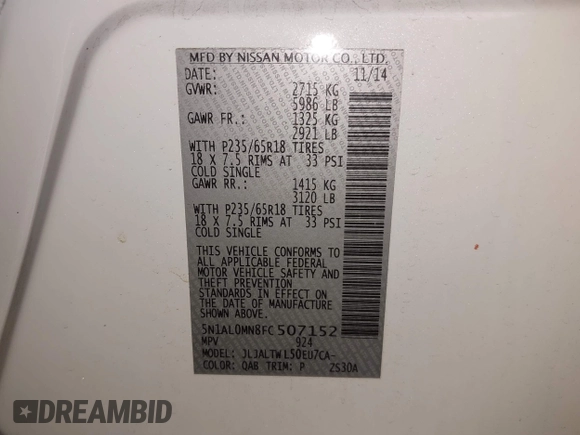 MFD BY NISSAN MOTOR CO., LTD.
DATE: 11/14
GVWR: 2715 KG
5986 LB
GAWR FR.: 1325 KG
2921 LB
WITH P235/65R18 TIRES
18 X 7.5 RIMS AT 33 PSI
COLD SINGLE
GAWR RR.: 1415 KG
3120 LB
WITH P235/65R18 TIRES
18 X 7.5 RIMS AT 33 PSI
COLD SINGLE
THIS VEHICLE CONFORMS TO
ALL APPLICABLE FEDERAL
MOTOR VEHICLE SAFETY AND
THEFT PREVENTION
STANDARDS IN EFFECT ON
THE DATE OF MANUFACTURE
SHOWN ABOVE.
5N1AL0MN8FC507152
MPV 924
MODEL: JLJALTWL50EU7CA-
COLOR: QAB TRIM: P ZS30A
DREAMBID